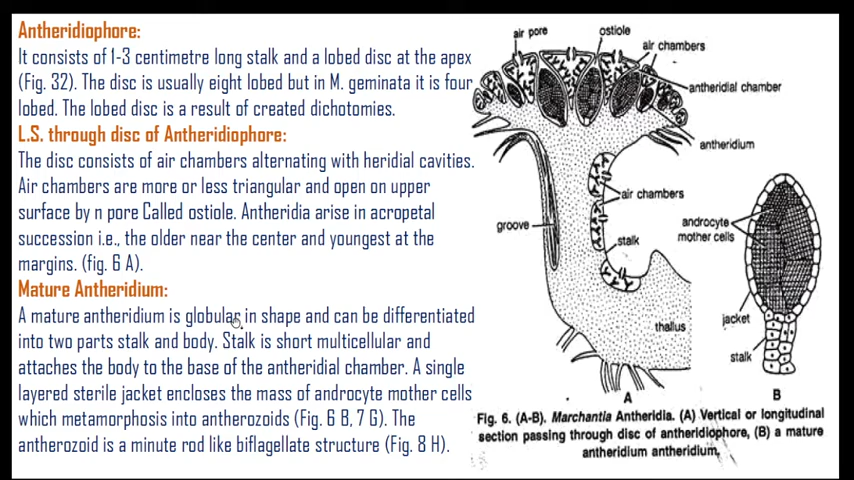 Antheridiophore:
It consists of 1-3 centimetre long stalk and a lobed disc at the apex
(Fig. 32). The disc is usually eight lobed but in M. geminata it is four
lobed. The lobed disc is a result of created dichotomies.
L.S. through disc of Antheridiophore:
The disc consists of air chambers alternating with heridial cavities.
Air chambers are more or less triangular and open on upper
surface by n pore Called ostiole. Antheridia arise in acropetal
succession i.e., the older near the center and youngest at the
margins. (fig. 6 A).
Mature Antheridium:
A mature antheridium is globular in shape and can be differentiated
into two parts stalk and body. Stalk is short multicellular and
attaches the body to the base of the antheridial chamber. A single
layered sterile jacket encloses the mass of androcyte mother cells
which metamorphosis into antherozoids (Fig. 6 B, 7 G). The
antherozoid is a minute rod like biflagellate structure (Fig. 8 H).
air pore
ostiole
air chambers
antheridial chamber
antheridium
air chambers
groove
stalk
thallus
A
androcyte
mother cells
jacket
stalk
B
Fig. 6. (A-B). Marchantia Antheridia. (A) Vertical or longitudinal
section passing through disc of antheridiophore, (B) a mature
antheridium antheridium,